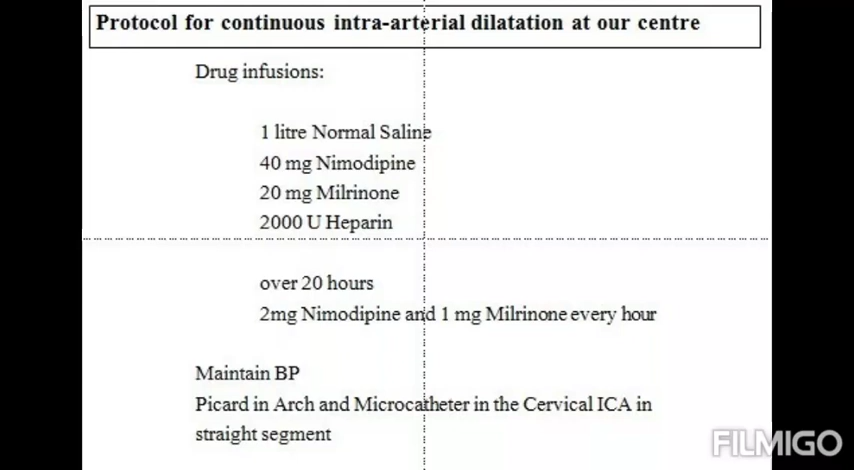 Protocol for continuous intra-arterial dilatation at our centre
Drug infusions:
1 litre Normal Saline
40 mg Nimodipine
20 mg Milrinone
2000 U Heparin
over 20 hours
2mg Nimodipine and 1 mg Milrinone every hour
Maintain BP
Picard in Arch and Microcatheter in the Cervical ICA in
straight segment
FILMIGO